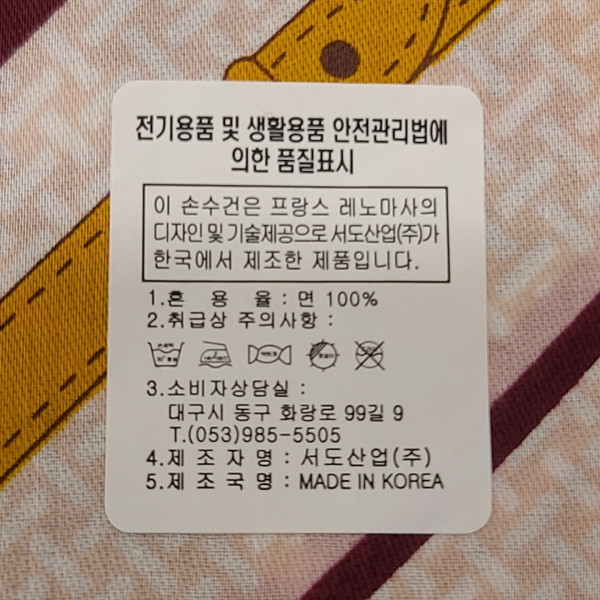 전기용품 및 생활용품 안전관리법에
의한 품질표시
이 손수건은 프랑스 레노마사의
디자인 및 기술제공으로 서도산업(주)가
한국에서 제조한 제품입니다.
1.혼 용 율 : 면 100%
2.취급상 주의사항 :
3.소비자상담실 :
대구시 동구 화랑로 99길 9
T.(053)985-5505
4.제 조 자 명 : 서도산업(주)
5.제 조 국 명 : MADE IN KOREA